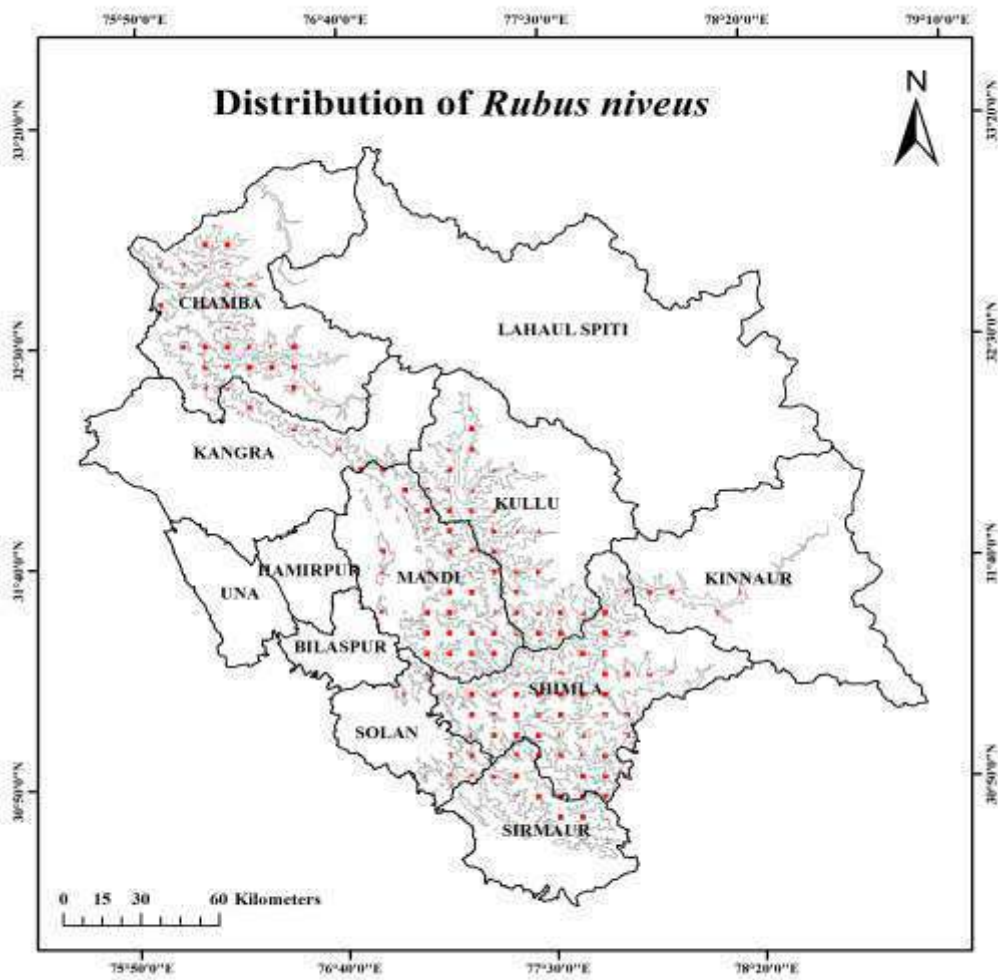 75°50'0"E 76°40'0"E 77°30'0"E 78°20'0"E 79°10'0"E
Distribution of Rubus niveus
N
33°20'0"N
33°20'0"N
CHAMBA
LAHAUL SPITI
32°30'0"N
32°30'0"N
KANGRA
KULLU
31°40'0"N
31°40'0"N
HAMIRPUR
MANDI
KINNAUR
UNA
BILASPUR
SHIMLA
SOLAN
30°50'0"N
30°50'0"N
SIRMAUR
0 15 30 60 Kilometers
75°50'0"E 76°40'0"E 77°30'0"E 78°20'0"E